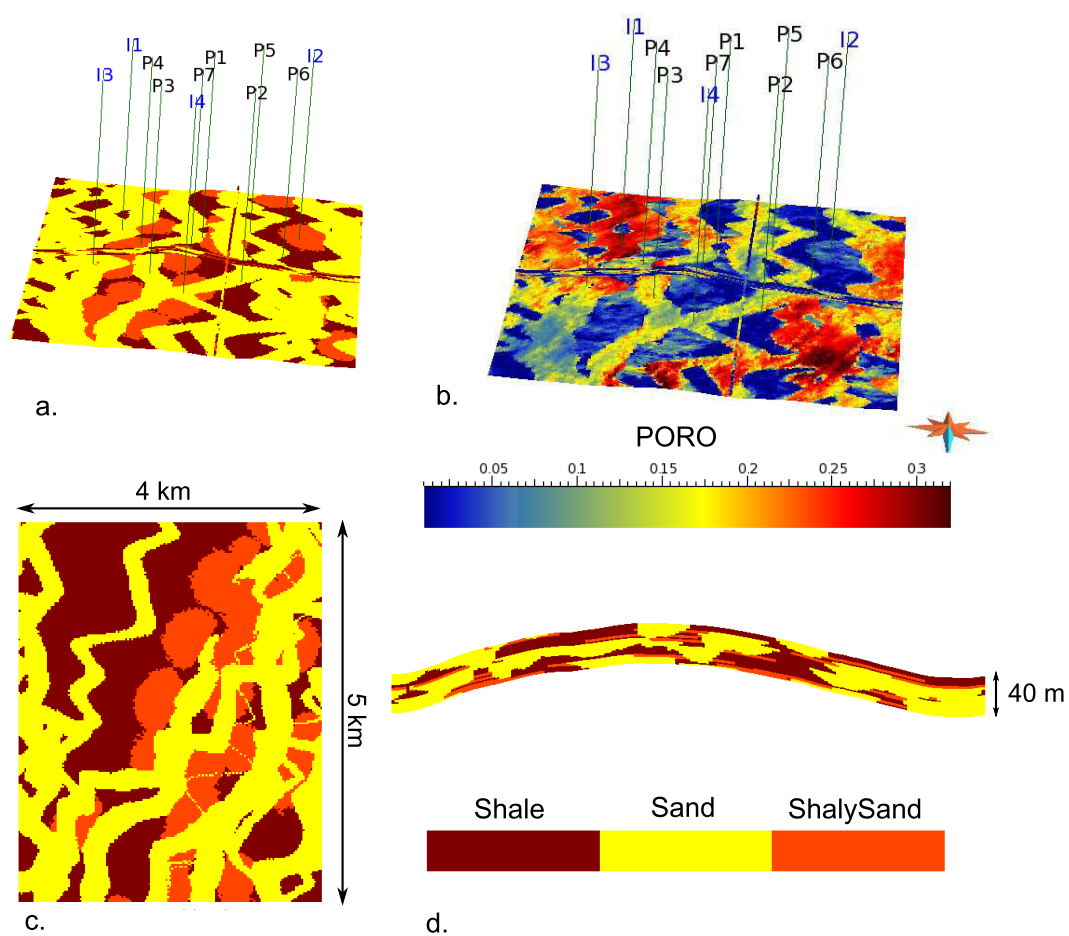 I1
P5
P1
I2
P4
I3
P7
P6
P3
I4
P2
a.
I1
P5
P1
I2
P4
I3
P7
P6
P3
P2
I4
b.
PORO
0.05 0.1 0.15 0.2 0.25 0.3
4 km
5 km
40 m
Shale Sand ShalySand
c.
d.